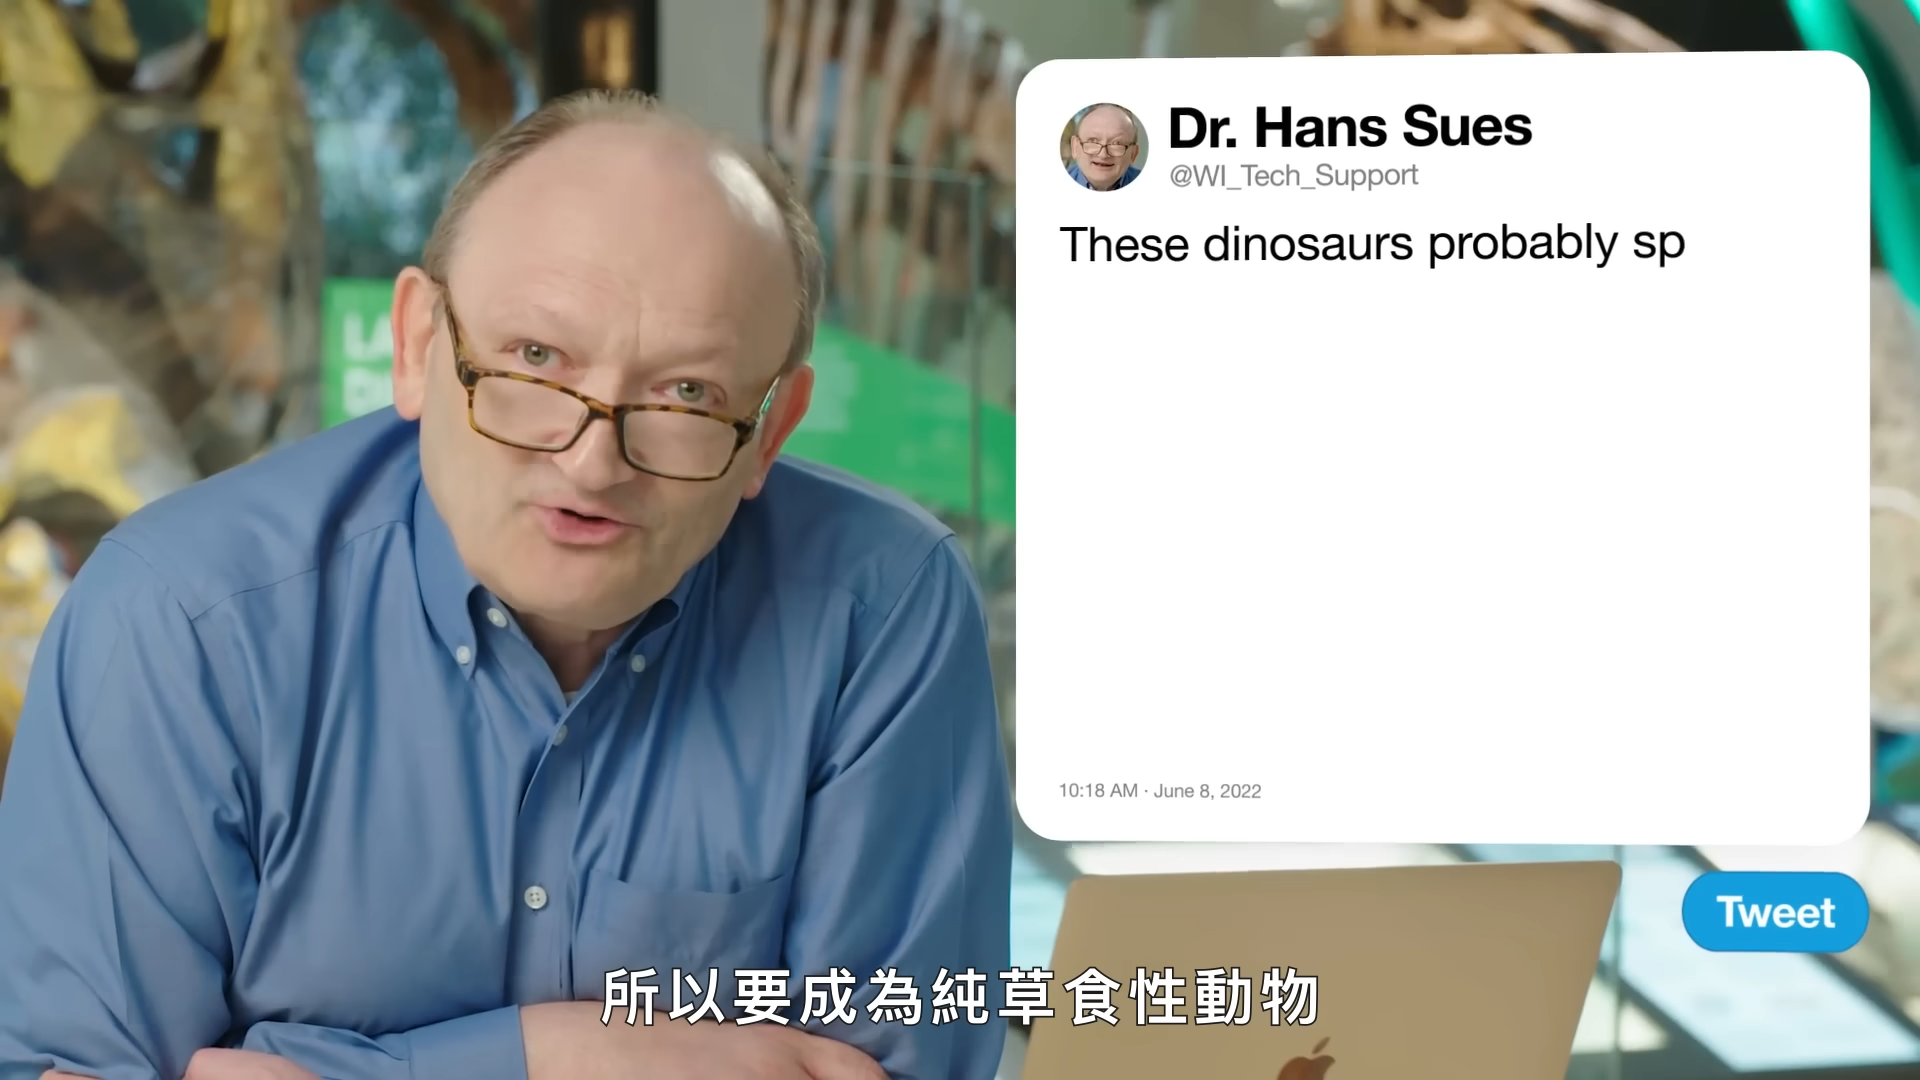 Dr. Hans Sues
@WI_Tech_Support
These dinosaurs probably sp
10:18 AM · June 8, 2022
Tweet
所以要成為純草食性動物